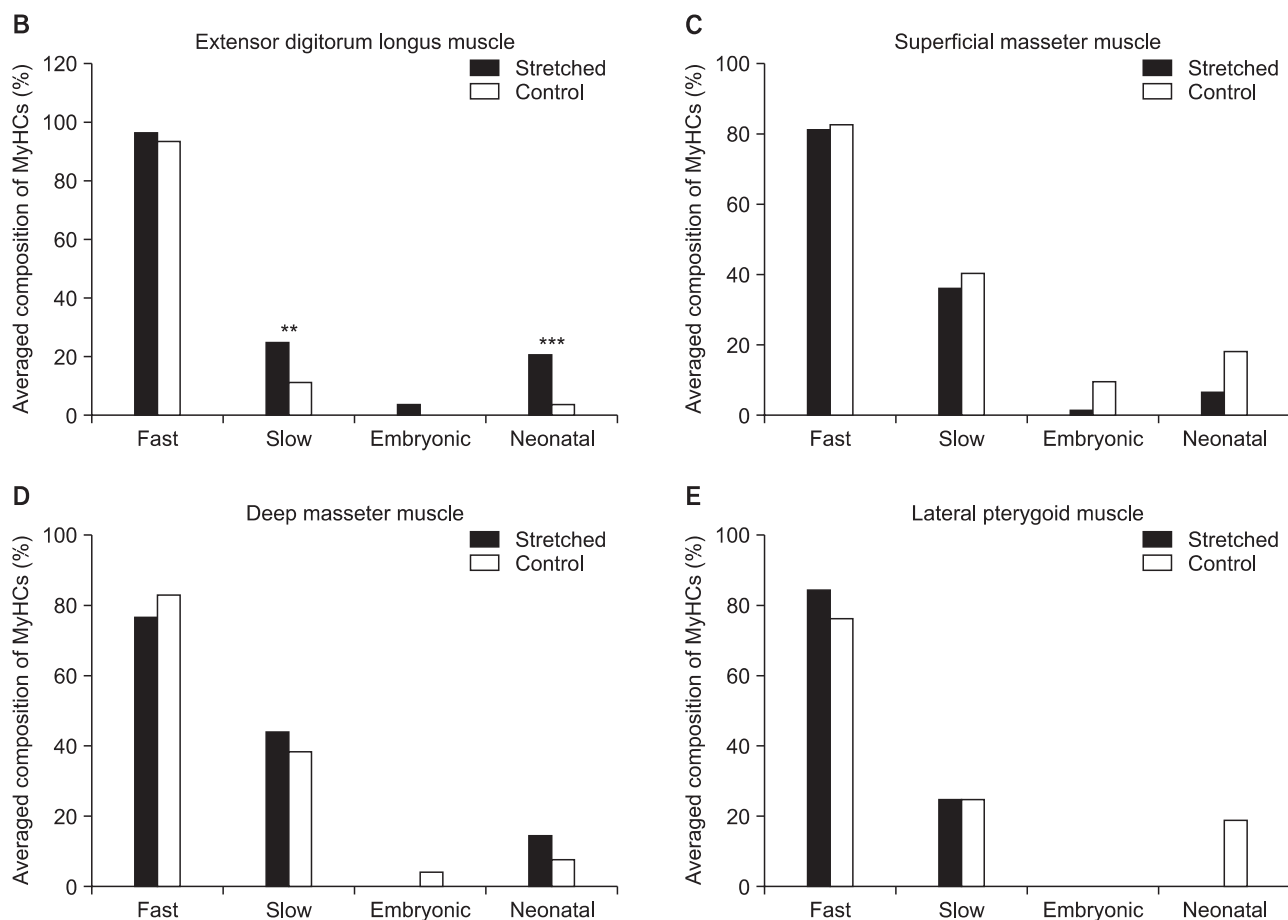 B
Extensor digitorum longus muscle
Averaged composition of MyHCs (%)
120
100
80
60
40
20
0
Stretched
Control
**
***
Fast Slow Embryonic Neonatal
C
Superficial masseter muscle
Averaged composition of MyHCs (%)
100
80
60
40
20
0
Stretched
Control
Fast Slow Embryonic Neonatal
D
Deep masseter muscle
Averaged composition of MyHCs (%)
100
80
60
40
20
0
Stretched
Control
Fast Slow Embryonic Neonatal
E
Lateral pterygoid muscle
Averaged composition of MyHCs (%)
100
80
60
40
20
0
Stretched
Control
Fast Slow Embryonic Neonatal